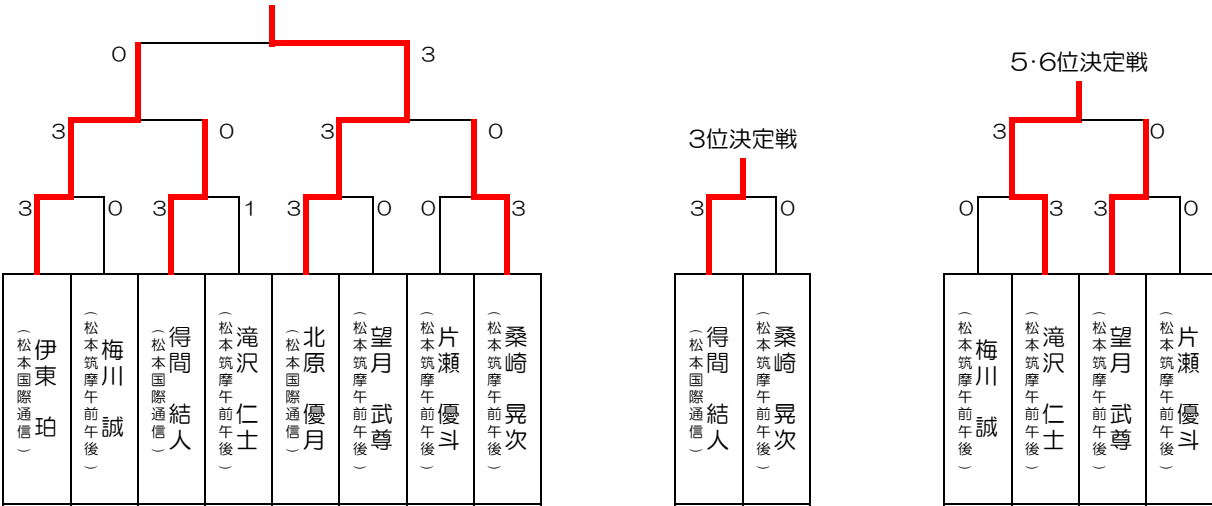 0
3
5・6位決定戦
3
0
3
0
3位決定戦
3
0
3
0
3
1
3
0
0
3
3
0
0
3
3
0
伊東 珀
(松本国際通信)
梅川 誠
(松本筑摩午前午後)
得間 結人
(松本国際通信)
滝沢 仁士
(松本筑摩午前午後)
北原 優月
(松本国際通信)
望月 武尊
(松本筑摩午前午後)
片瀬 優斗
(松本筑摩午前午後)
桑崎 晃次
(松本筑摩午前午後)
得間 結人
(松本国際通信)
桑崎 晃次
(松本筑摩午前午後)
梅川 誠
(松本筑摩午前午後)
滝沢 仁士
(松本筑摩午前午後)
望月 武尊
(松本筑摩午前午後)
片瀬 優斗
(松本筑摩午前午後)